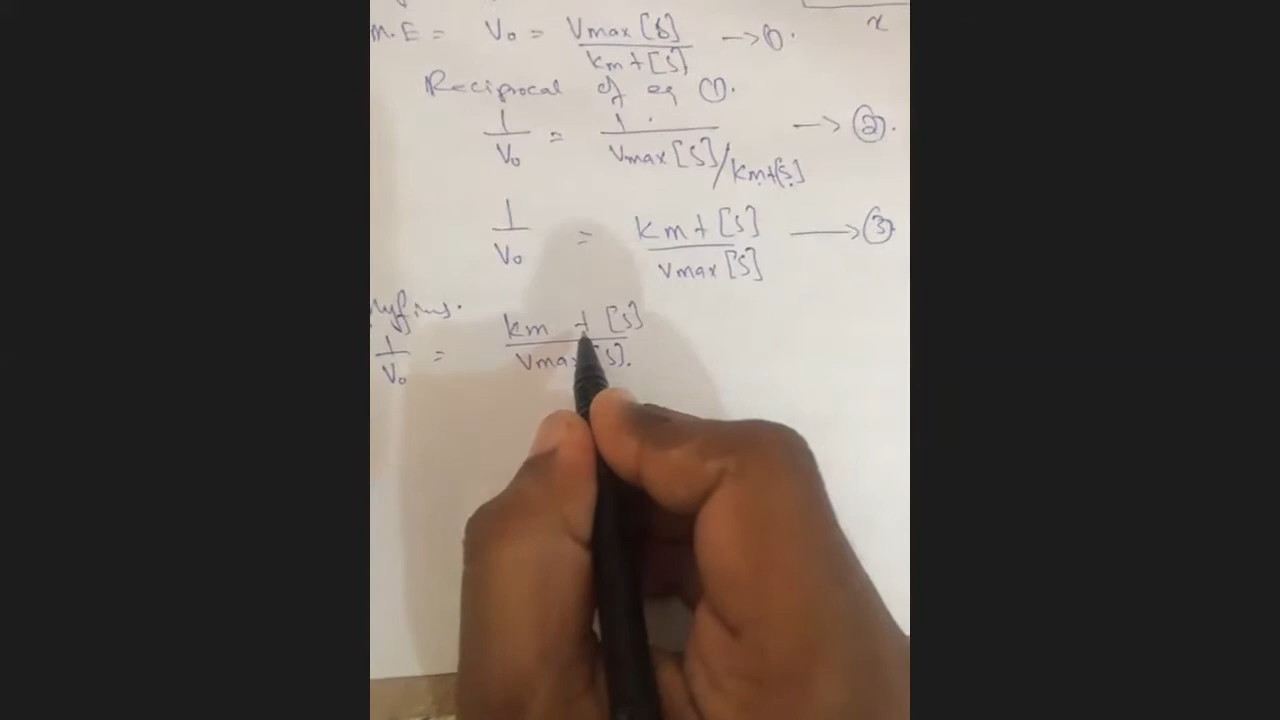 x
M.E = V₀ = Vmax [S] / Km + [S] → ①.
Reciprocal of eq ①.
1 / V₀ = 1 / Vmax [S] / Km + [S] → ②.
1 / V₀ = Km + [S] / Vmax [S] → ③.
1 / V₀ = Km + [S] / Vmax [S].